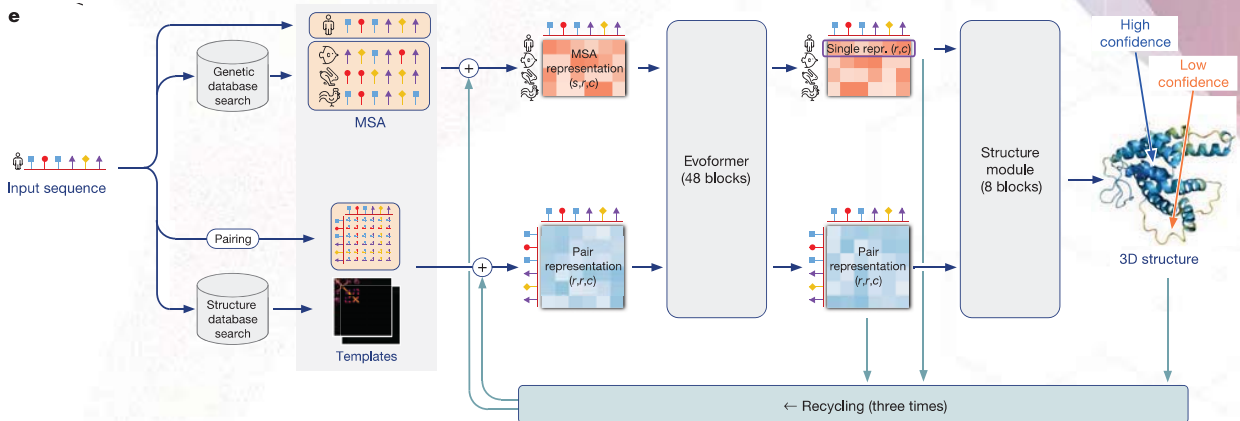 e
Input sequence
Genetic
database
search
MSA
Pairing
Structure
database
search
Templates
+
+
MSA
representation
(s,r,c)
Pair
representation
(r,r,c)
Evoformer
(48 blocks)
Single repr. (r,c)
Pair
representation
(r,r,c)
Structure
module
(8 blocks)
High
confidence
Low
confidence
3D structure
← Recycling (three times)